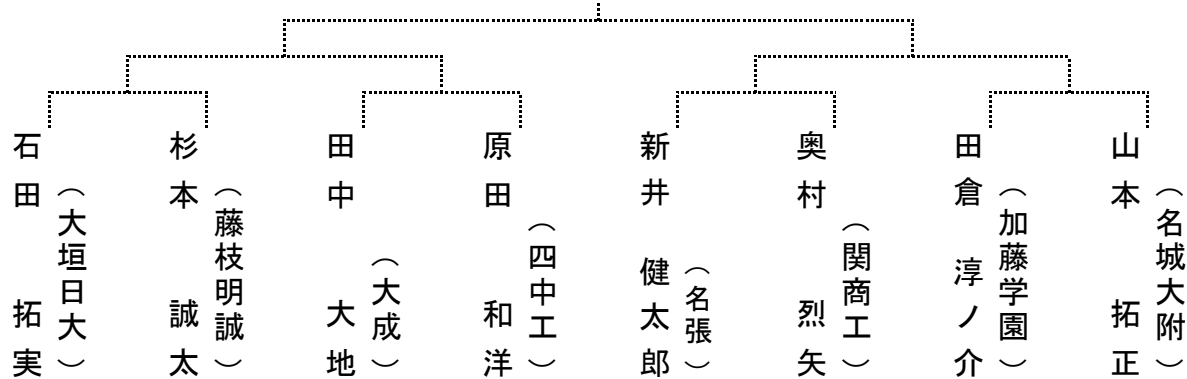 石田 拓実
（大垣日大）
杉本 誠太
（藤枝明誠）
田中 大地
（大成）
原田 和洋
（四中工）
新井 健太郎
（名張）
奥村 烈矢
（関商工）
田倉 淳ノ介
（加藤学園）
山本 拓正
（名城大附）